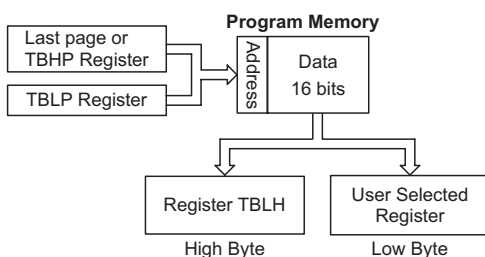 Program Memory
Last page or
TBHP Register
TBLP Register
Address
Data
16 bits
Register TBLH
User Selected
Register
High Byte
Low Byte